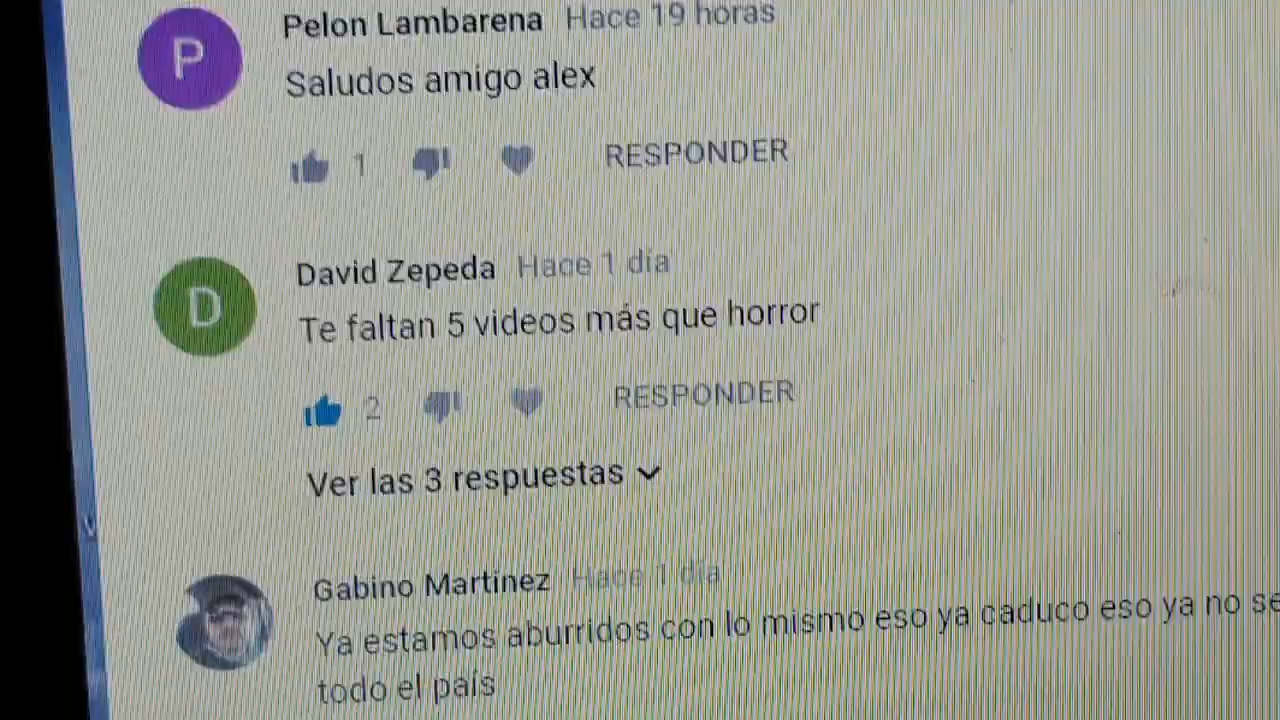 P
Pelon Lambarena Hace 19 horas
Saludos amigo alex
1 RESPONDER
D
David Zepeda Hace 1 día
Te faltan 5 videos más que horror
2 RESPONDER
Ver las 3 respuestas
Gabino Martinez Hace 1 día
Ya estamos aburridos con lo mismo eso ya caduco eso ya no se
todo el país